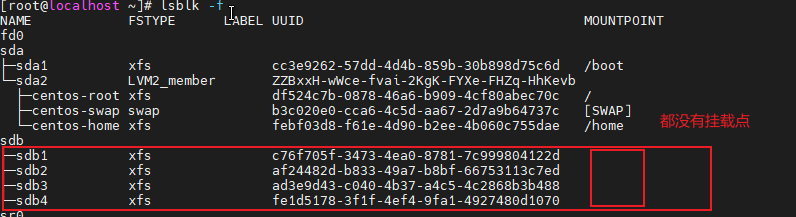 [root@localhost ~]# lsblk -f
NAME FSTYPE LABEL UUID MOUNTPOINT
fd0
sda
├─sda1 xfs cc3e9262-57dd-4d4b-859b-30b898d75c6d /boot
└─sda2 LVM2_member ZZBxxH-wWce-fvai-2KgK-FYXe-FHZq-HhKevb
├─centos-root xfs df524c7b-0878-46a6-b909-4cf80abec70c /
├─centos-swap swap b3c020e0-cca6-4c5d-aa67-2d7a9b64737c [SWAP]
└─centos-home xfs febf03d8-f61e-4d90-b2ee-4b060c755dae /home
都没有挂载点
sdb
├─sdb1 xfs c76f705f-3473-4ea0-8781-7c999804122d
├─sdb2 xfs af24482d-b833-49a7-b8bf-66753113c7ed
├─sdb3 xfs ad3e9d43-c040-4b37-a4c5-4c2868b3b488
└─sdb4 xfs fe1d5178-3f1f-4ef4-9fa1-4927480d1070
sr0